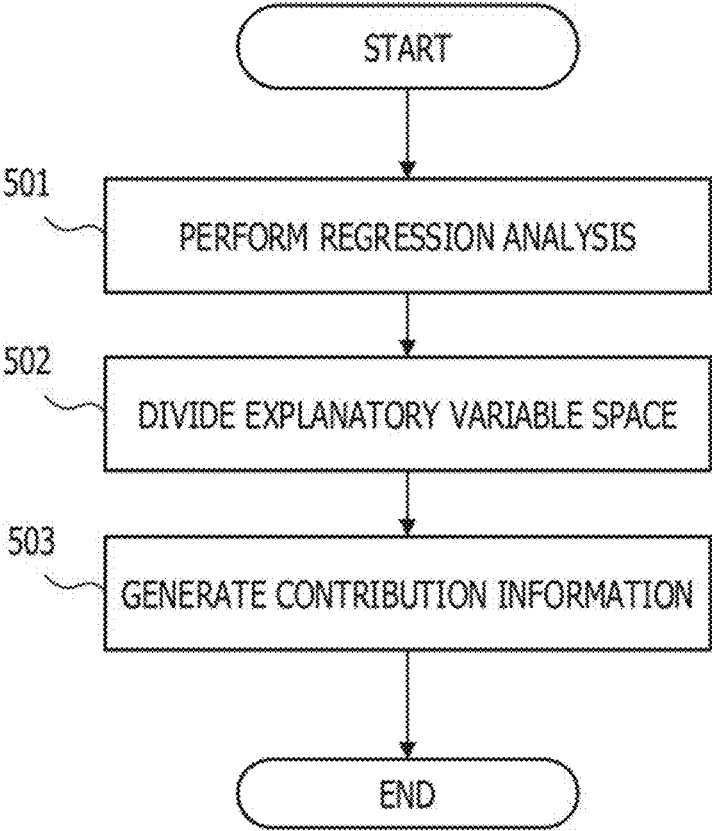 START
501
PERFORM REGRESSION ANALYSIS
502
DIVIDE EXPLANATORY VARIABLE SPACE
503
GENERATE CONTRIBUTION INFORMATION
END